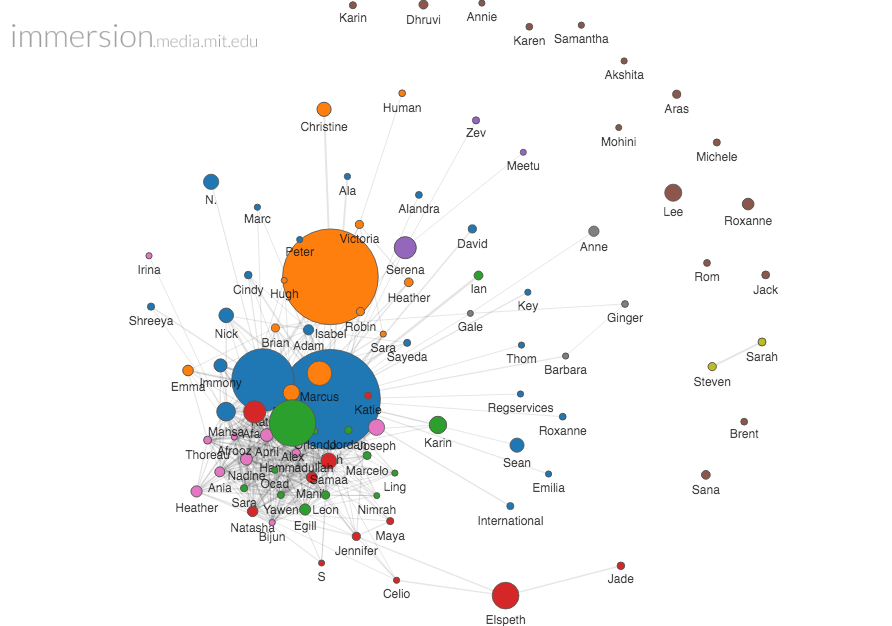 immersion.media.mit.edu
Karin
Dhruvi
Annie
Karen
Samantha
Akshita
Aras
Christine
Human
Zev
Mohini
Michele
Meetu
N.
Ala
Alandra
Lee
Roxanne
Marc
Peter
Victoria
David
Anne
Serena
Irina
Cindy
Hugh
Heather
Ian
Rom
Jack
Shreeya
Key
Nick
Robin
Gale
Ginger
Brian
Isabel
Adam
Sara
Sayeda
Thom
Sarah
Barbara
Emma
Immony
Steven
Marcus
Katie
Regservices
Roxanne
Mahsa
Brent
Jordan
Joseph
Karin
Thoreau
Afrooz
April
Alex
Sean
Hammadullah
Marcelo
Nadine
Samaa
Ania
Ocad
Ling
Emilia
Sana
Heather
Sara
Mani
Yawen
Leon
Nimrah
International
Natasha
Egill
Bijun
Maya
Jennifer
S
Celio
Jade
Elspeth